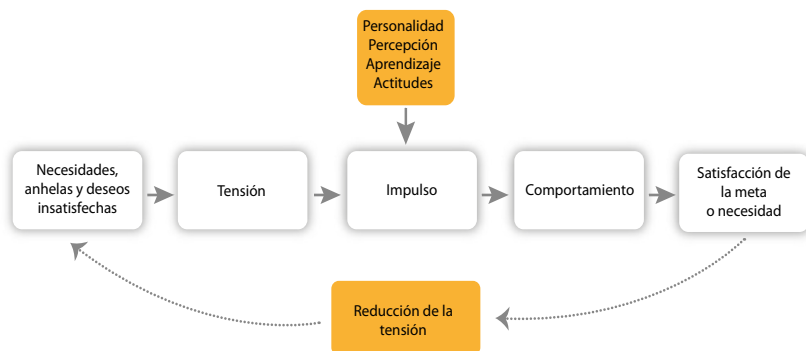 Personalidad
Percepción
Aprendizaje
Actitudes
Necesidades,
anhelas y deseos
insatisfechas
Tensión
Impulso
Comportamiento
Satisfacción de
la meta
o necesidad
Reducción de la
tensión